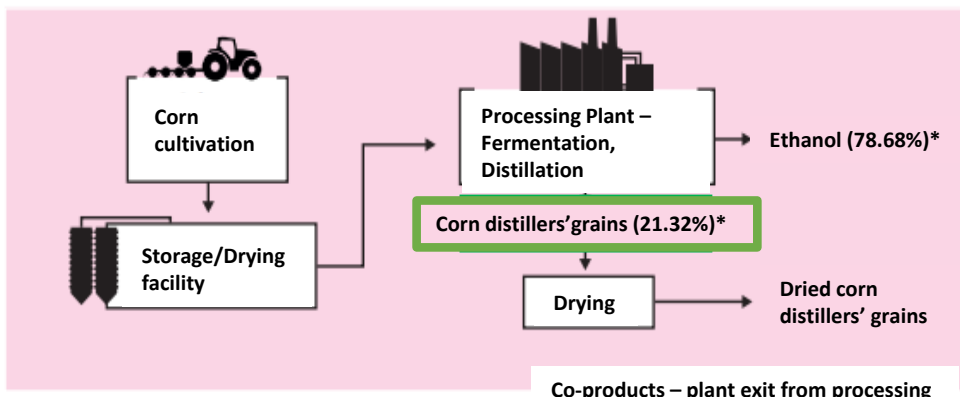 Corn
cultivation
Storage/Drying
facility
Processing Plant –
Fermentation,
Distillation
Ethanol (78.68%)*
Corn distillers'grains (21.32%)*
Drying
Dried corn
distillers' grains
Co-products – plant exit from processing